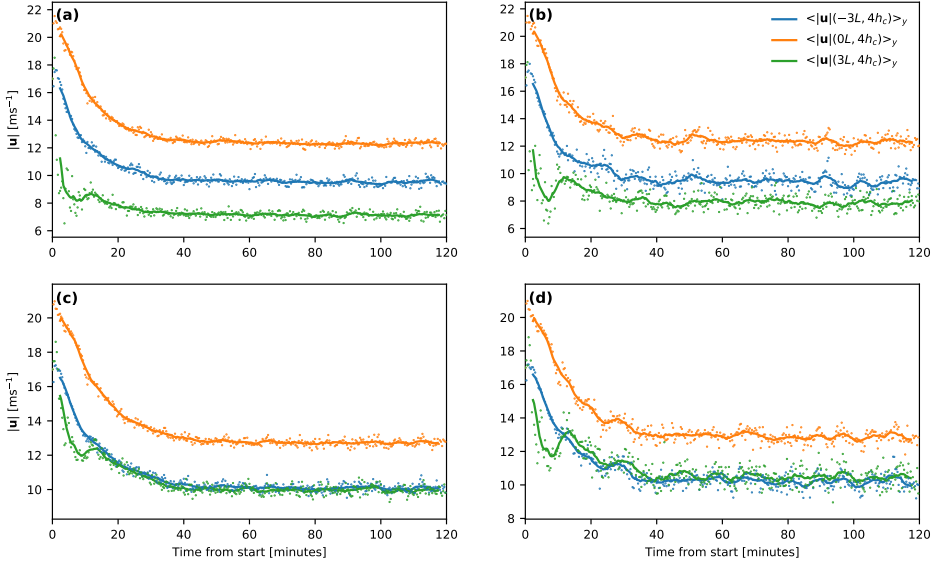 (a)
22
20
18
16
14
12
10
8
6
|u| [ms⁻¹]
0 20 40 60 80 100 120
(b)
<|u|(−3L, 4h_c)>_y
<|u|(0L, 4h_c)>_y
<|u|(3L, 4h_c)>_y
22
20
18
16
14
12
10
8
6
0 20 40 60 80 100 120
(c)
20
18
16
14
12
10
|u| [ms⁻¹]
0 20 40 60 80 100 120
Time from start [minutes]
(d)
20
18
16
14
12
10
8
0 20 40 60 80 100 120
Time from start [minutes]